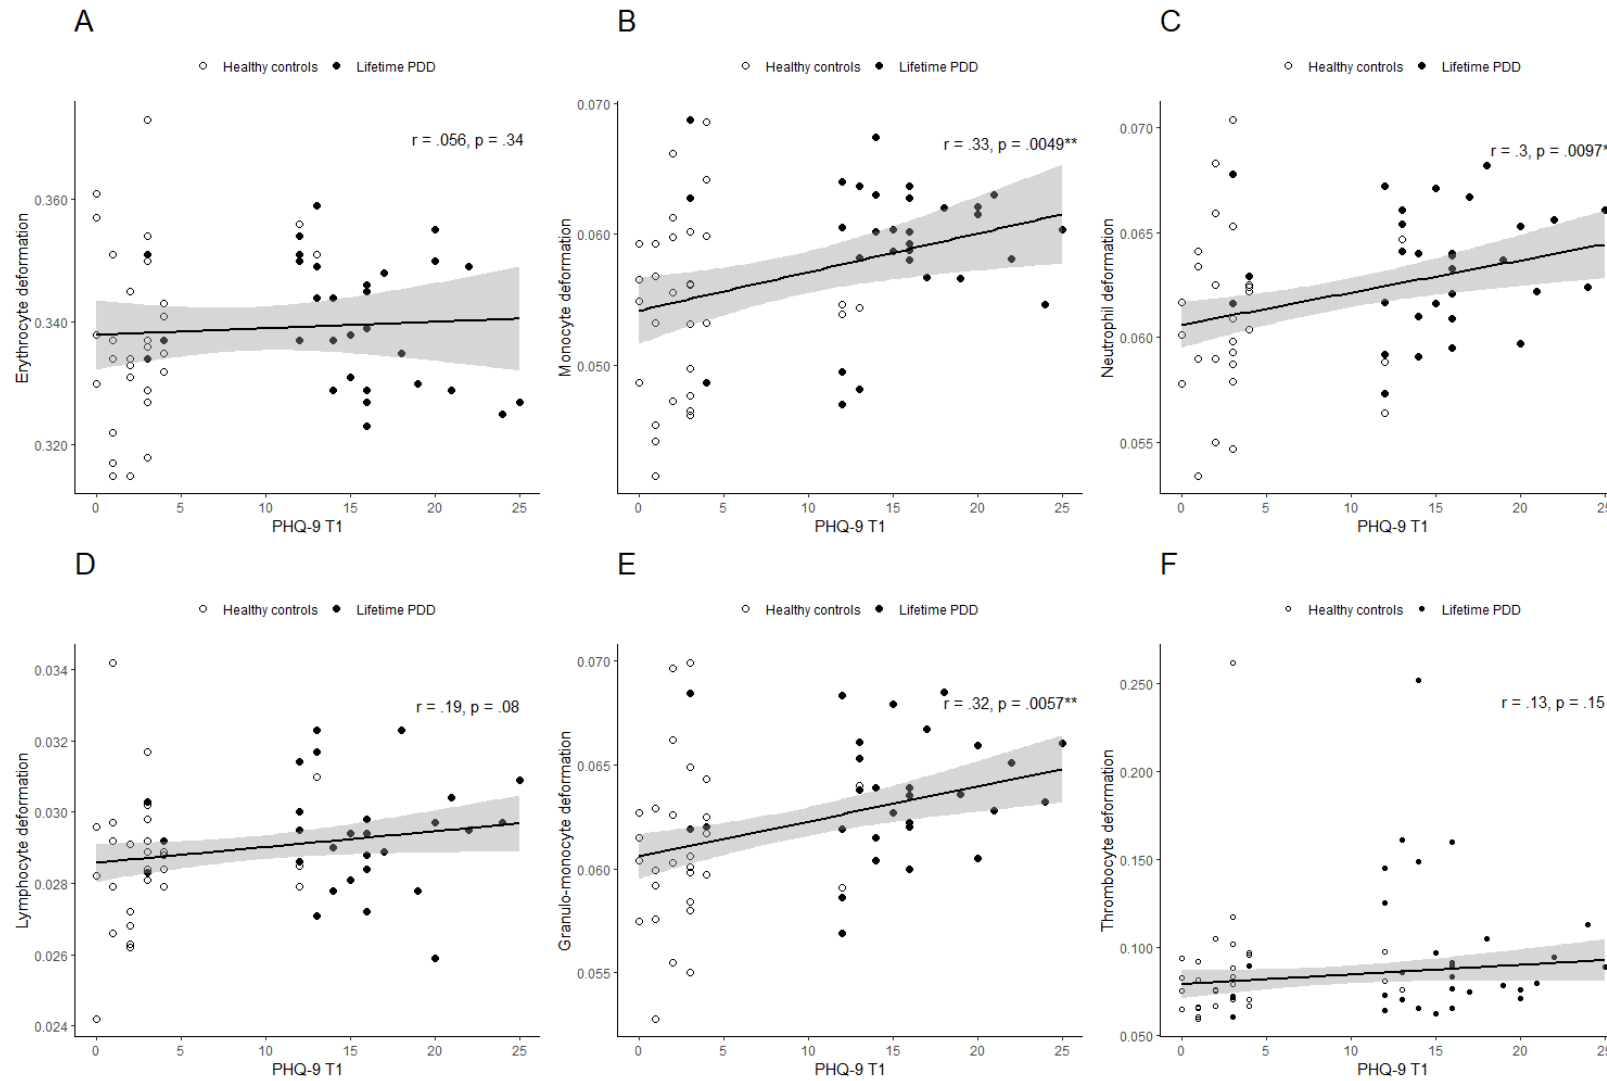 A
B
C
Healthy controls Lifetime PDD
Healthy controls Lifetime PDD
Healthy controls Lifetime PDD
r = .056, p = .34
r = .33, p = .0049**
r = .3, p = .0097*
Erythrocyte deformation
0.360
0.340
0.320
0 5 10 15 20 25
PHQ-9 T1
Monocyte deformation
0.070
0.060
0.050
0 5 10 15 20 25
PHQ-9 T1
Neutrophil deformation
0.070
0.065
0.060
0.055
0 5 10 15 20 25
PHQ-9 T1
D
E
F
Healthy controls Lifetime PDD
Healthy controls Lifetime PDD
Healthy controls Lifetime PDD
r = .19, p = .08
r = .32, p = .0057**
r = .13, p = .15
Lymphocyte deformation
0.034
0.032
0.030
0.028
0.026
0.024
0 5 10 15 20 25
PHQ-9 T1
Granulo-monocyte deformation
0.070
0.065
0.060
0.055
0 5 10 15 20 25
PHQ-9 T1
Thrombocyte deformation
0.250
0.200
0.150
0.100
0.050
0 5 10 15 20 25
PHQ-9 T1